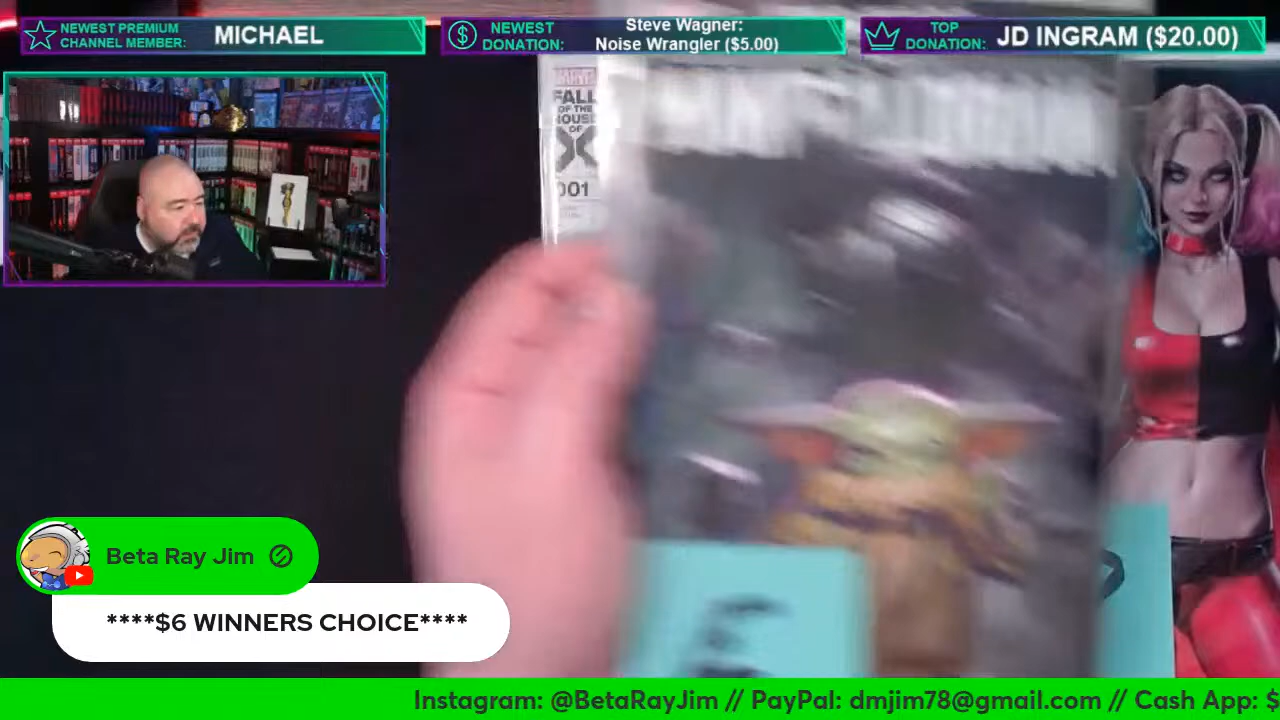 NEWEST PREMIUM
CHANNEL MEMBER:
MICHAEL
NEWEST
DONATION:
Steve Wagner:
Noise Wrangler ($5.00)
TOP
DONATION:
JD INGRAM ($20.00)
MARVEL
FALL
OF THE
HOUSE
OF
X
001
Beta Ray Jim
****$6 WINNERS CHOICE****
Instagram: @BetaRayJim // PayPal: dmjim78@gmail.com // Cash App: $